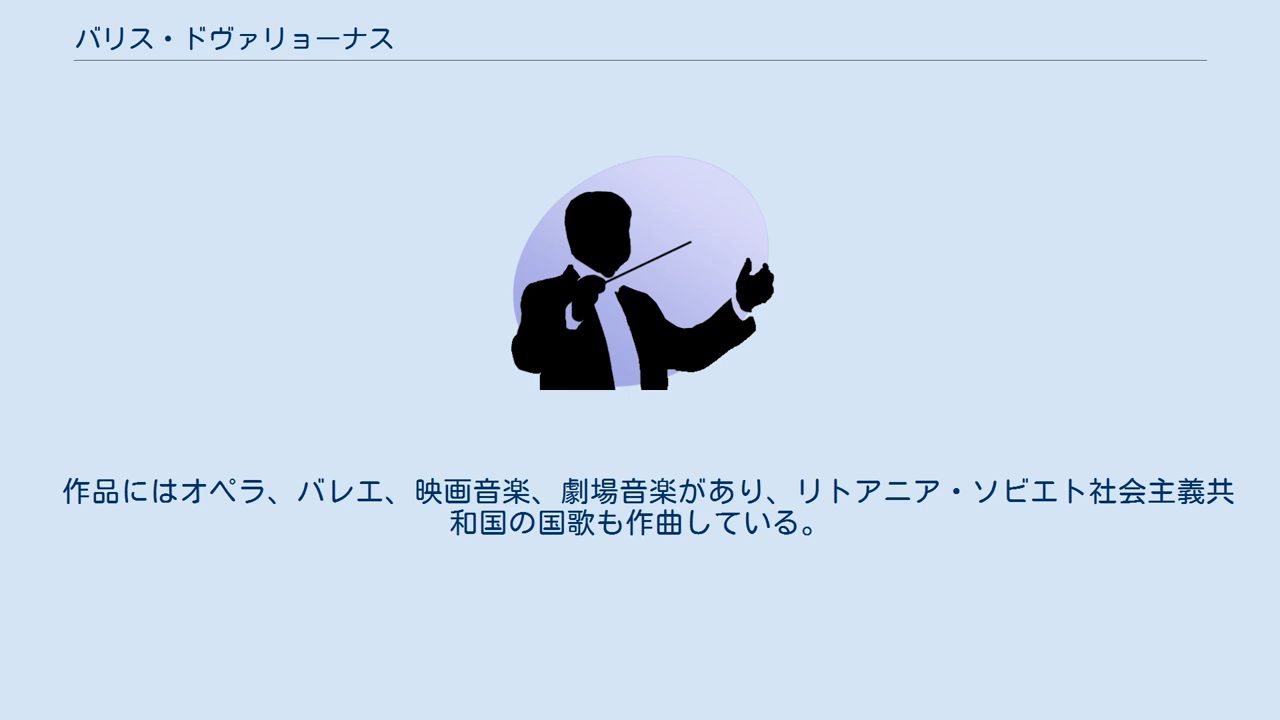 バリス・ドヴァリョーナス
作品にはオペラ、バレエ、映画音楽、劇場音楽があり、リトアニア・ソビエト社会主義共
和国の国歌も作曲している。